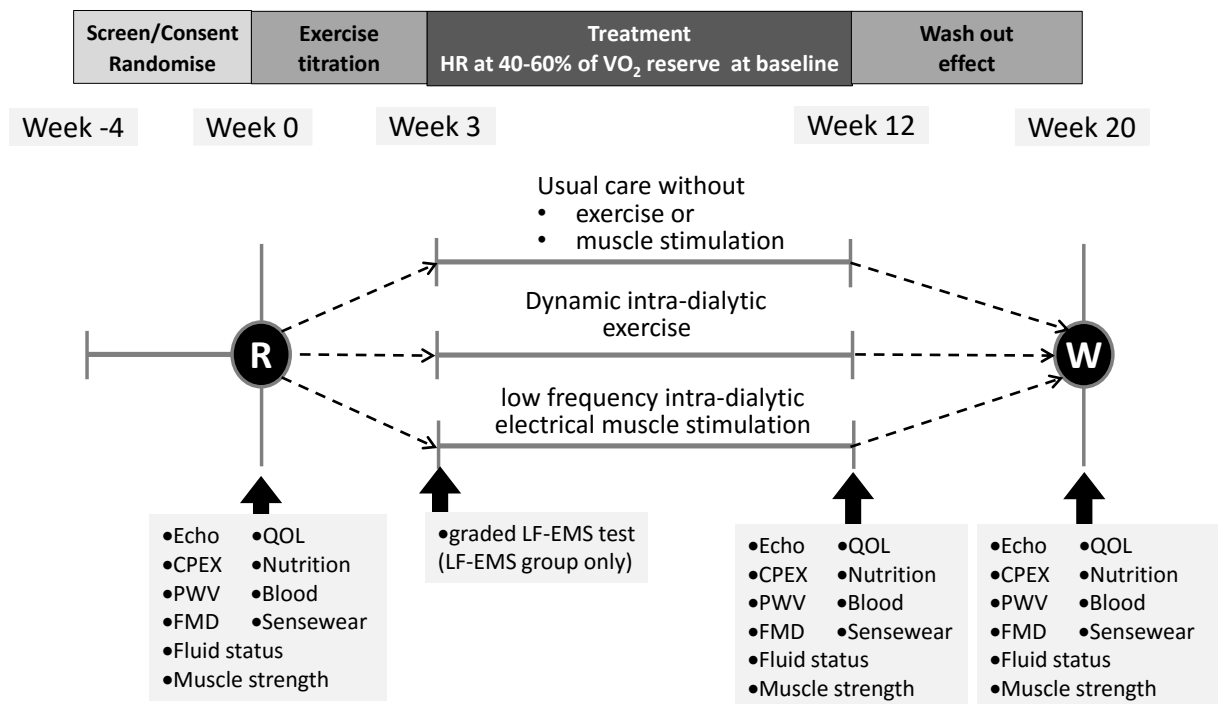 Screen/Consent
Randomise
Exercise
titration
Treatment
HR at 40-60% of VO₂ reserve at baseline
Wash out
effect
Week -4
Week 0
Week 3
Week 12
Week 20
Usual care without
• exercise or
• muscle stimulation
Dynamic intra-dialytic
exercise
R
W
low frequency intra-dialytic
electrical muscle stimulation
•Echo •QOL
•CPEX •Nutrition
•PWV •Blood
•FMD •Sensewear
•Fluid status
•Muscle strength
•graded LF-EMS test
(LF-EMS group only)
•Echo •QOL
•CPEX •Nutrition
•PWV •Blood
•FMD •Sensewear
•Fluid status
•Muscle strength
•Echo •QOL
•CPEX •Nutrition
•PWV •Blood
•FMD •Sensewear
•Fluid status
•Muscle strength